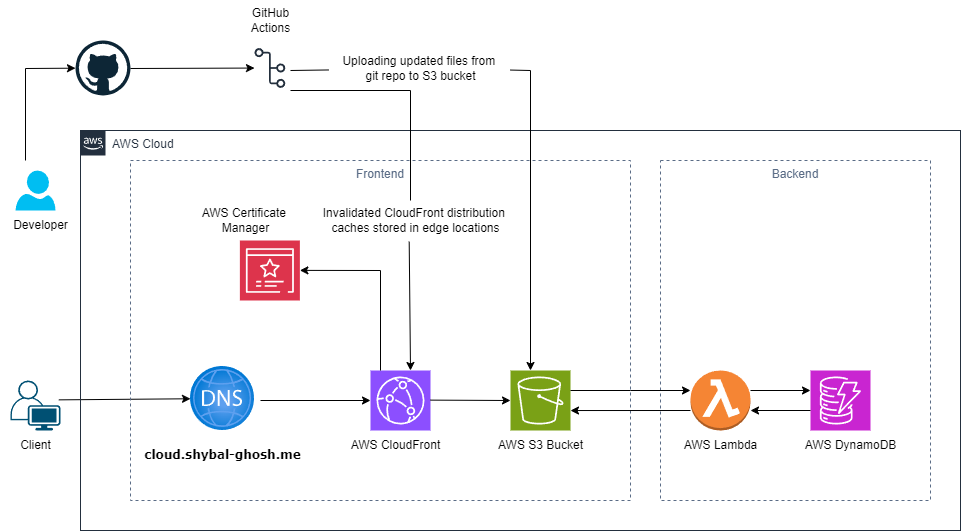 GitHub
Actions
Uploading updated files from
git repo to S3 bucket
aws
AWS Cloud
Frontend
Backend
Developer
AWS Certificate
Manager
Invalidated CloudFront distribution
caches stored in edge locations
DNS
Client
cloud.shybal-ghosh.me
AWS CloudFront
AWS S3 Bucket
AWS Lambda
AWS DynamoDB